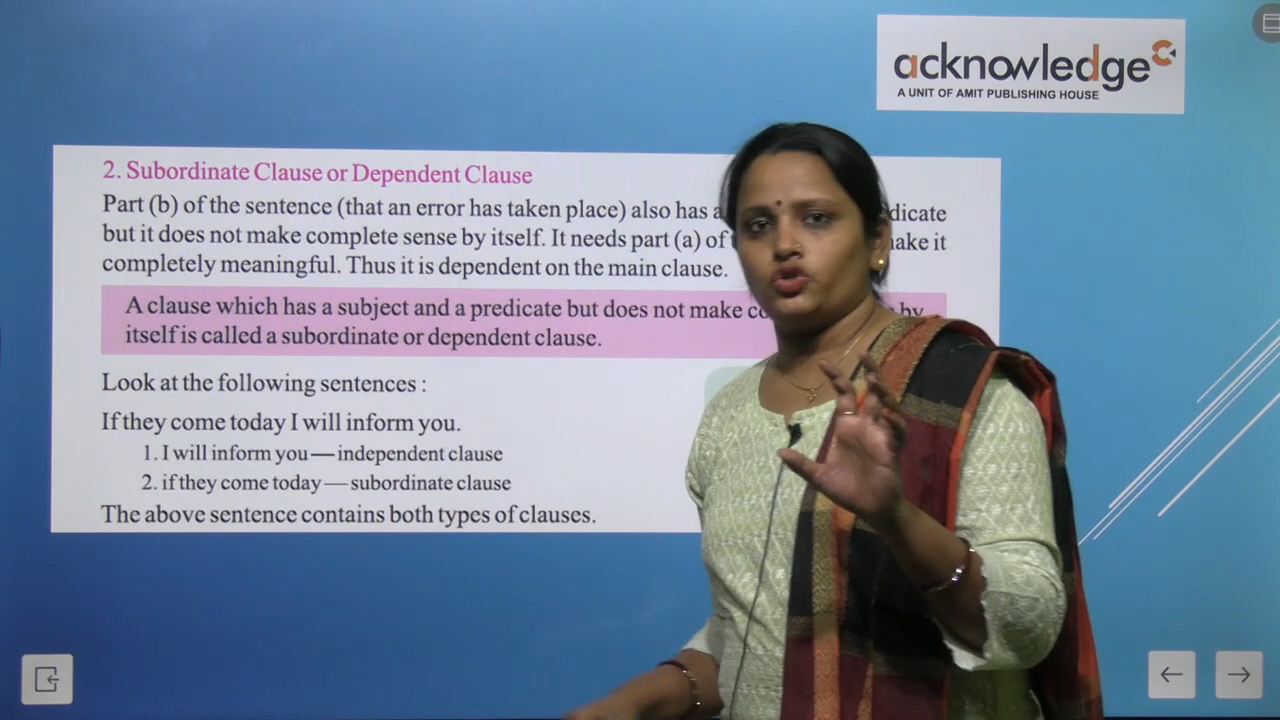 acknowledge
A UNIT OF AMIT PUBLISHING HOUSE
2. Subordinate Clause or Dependent Clause
Part (b) of the sentence (that an error has taken place) also has a dicate
but it does not make complete sense by itself. It needs part (a) of ake it
completely meaningful. Thus it is dependent on the main clause.
A clause which has a subject and a predicate but does not make co by
itself is called a subordinate or dependent clause.
Look at the following sentences :
If they come today I will inform you.
1. I will inform you — independent clause
2. if they come today — subordinate clause
The above sentence contains both types of clauses.